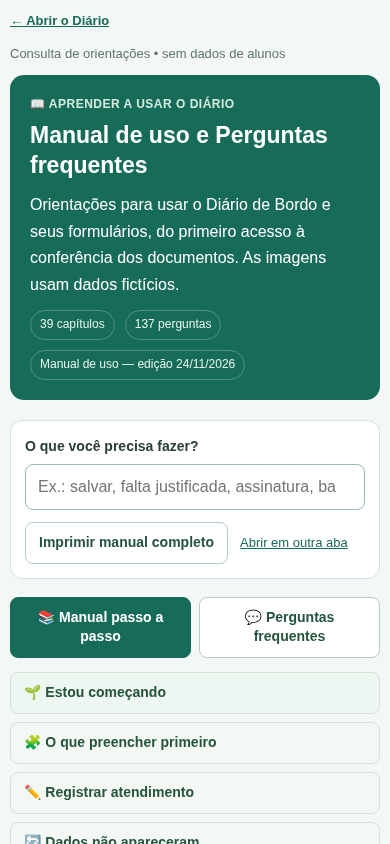 ← Abrir o Diário
Consulta de orientações • sem dados de alunos
📖 APRENDER A USAR O DIÁRIO
Manual de uso e Perguntas
frequentes
Orientações para usar o Diário de Bordo e
seus formulários, do primeiro acesso à
conferência dos documentos. As imagens
usam dados fictícios.
39 capítulos
137 perguntas
Manual de uso — edição 24/11/2026
O que você precisa fazer?
Ex.: salvar, falta justificada, assinatura, ba
Imprimir manual completo
Abrir em outra aba
📚 Manual passo a
passo
💬 Perguntas
frequentes
🌱 Estou começando
🧩 O que preencher primeiro
✏️ Registrar atendimento
🔄 Dados não apareceram